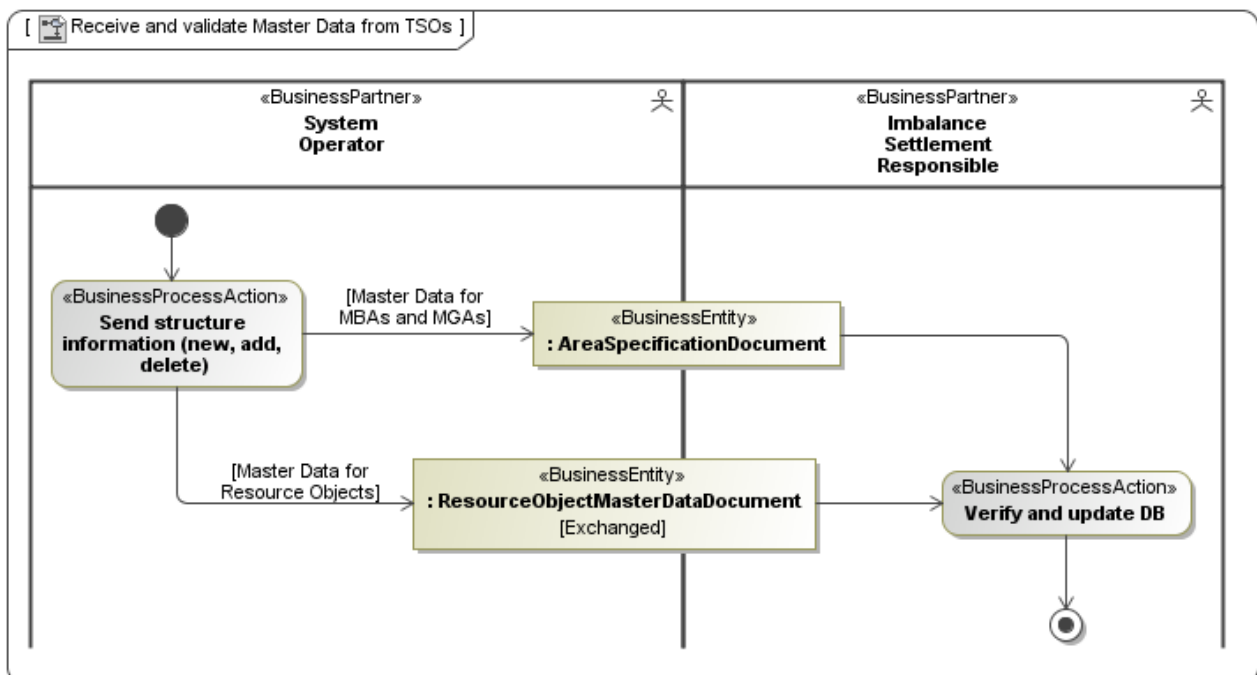 [ Receive and validate Master Data from TSOs ]
«BusinessPartner»
System
Operator
«BusinessPartner»
Imbalance
Settlement
Responsible
«BusinessProcessAction»
Send structure
information (new, add,
delete)
[Master Data for
MBAs and MGAs]
«BusinessEntity»
: AreaSpecificationDocument
[Master Data for
Resource Objects]
«BusinessEntity»
: ResourceObjectMasterDataDocument
[Exchanged]
«BusinessProcessAction»
Verify and update DB